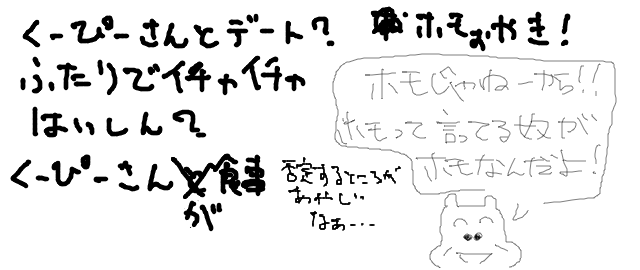 くーぴーさんとデート?
ホモおやき!
ふたりでイチャイチャ
はいしん?
くーぴーさん
が
食事
否定するところが
あやしい
なぁ・・・
ホモじゃねーから!!
ホモって言ってる奴が
ホモなんだよ!